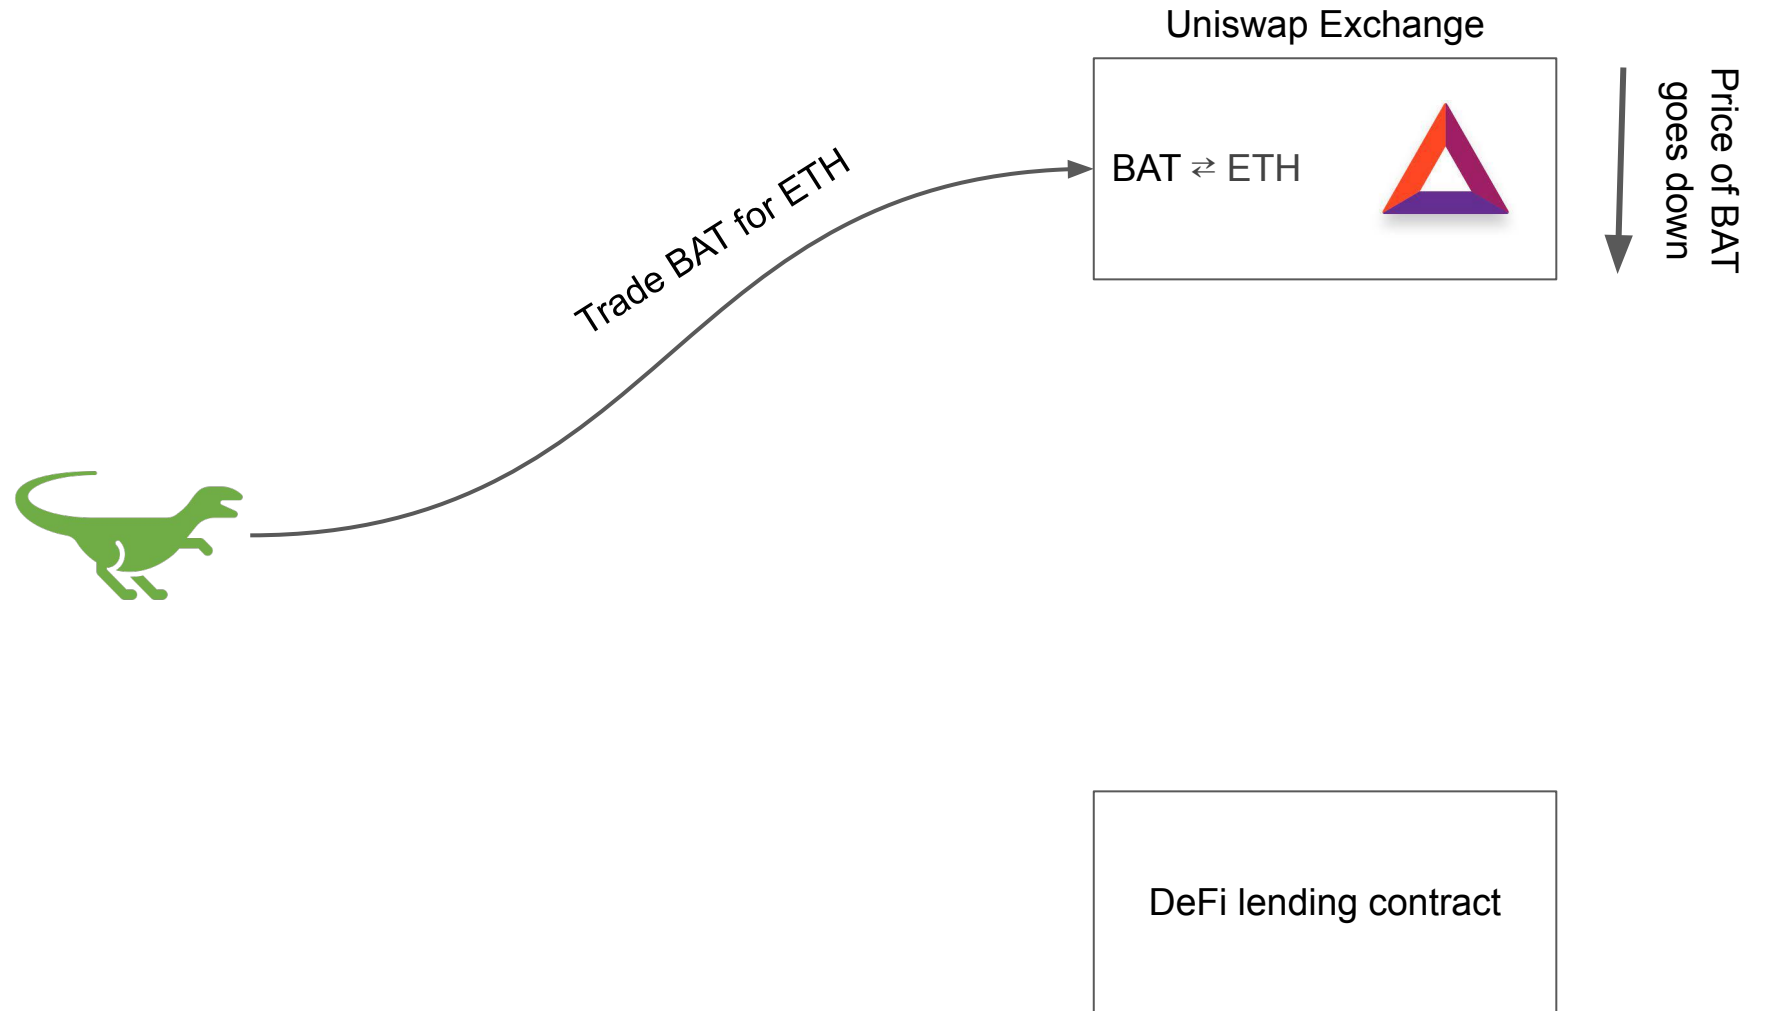 Uniswap Exchange
BAT ⇄ ETH
Price of BAT
goes down
Trade BAT for ETH
DeFi lending contract